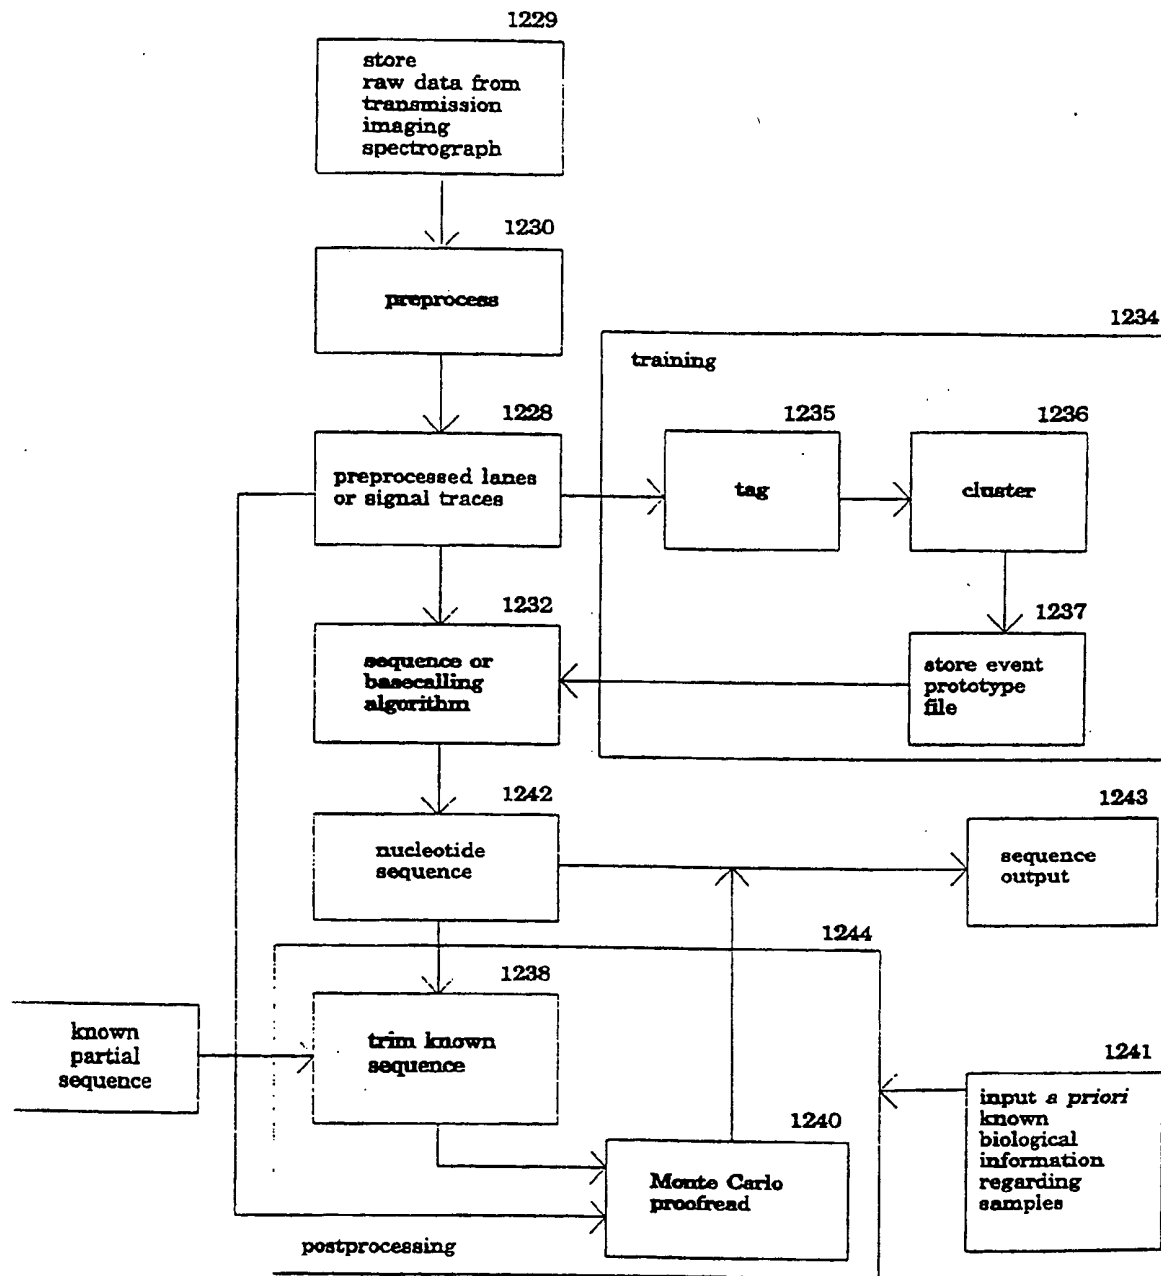 1229
store
raw data from
transmission
imaging
spectrograph
1230
preprocess
1234
training
1228
preprocessed lanes
or signal traces
1235
tag
1236
cluster
1232
sequence or
basecalling
algorithm
1237
store event
prototype
file
1242
nucleotide
sequence
1243
sequence
output
1244
1238
trim known
sequence
known
partial
sequence
1241
input a priori
known
biological
information
regarding
samples
1240
Monte Carlo
proofread
postprocessing